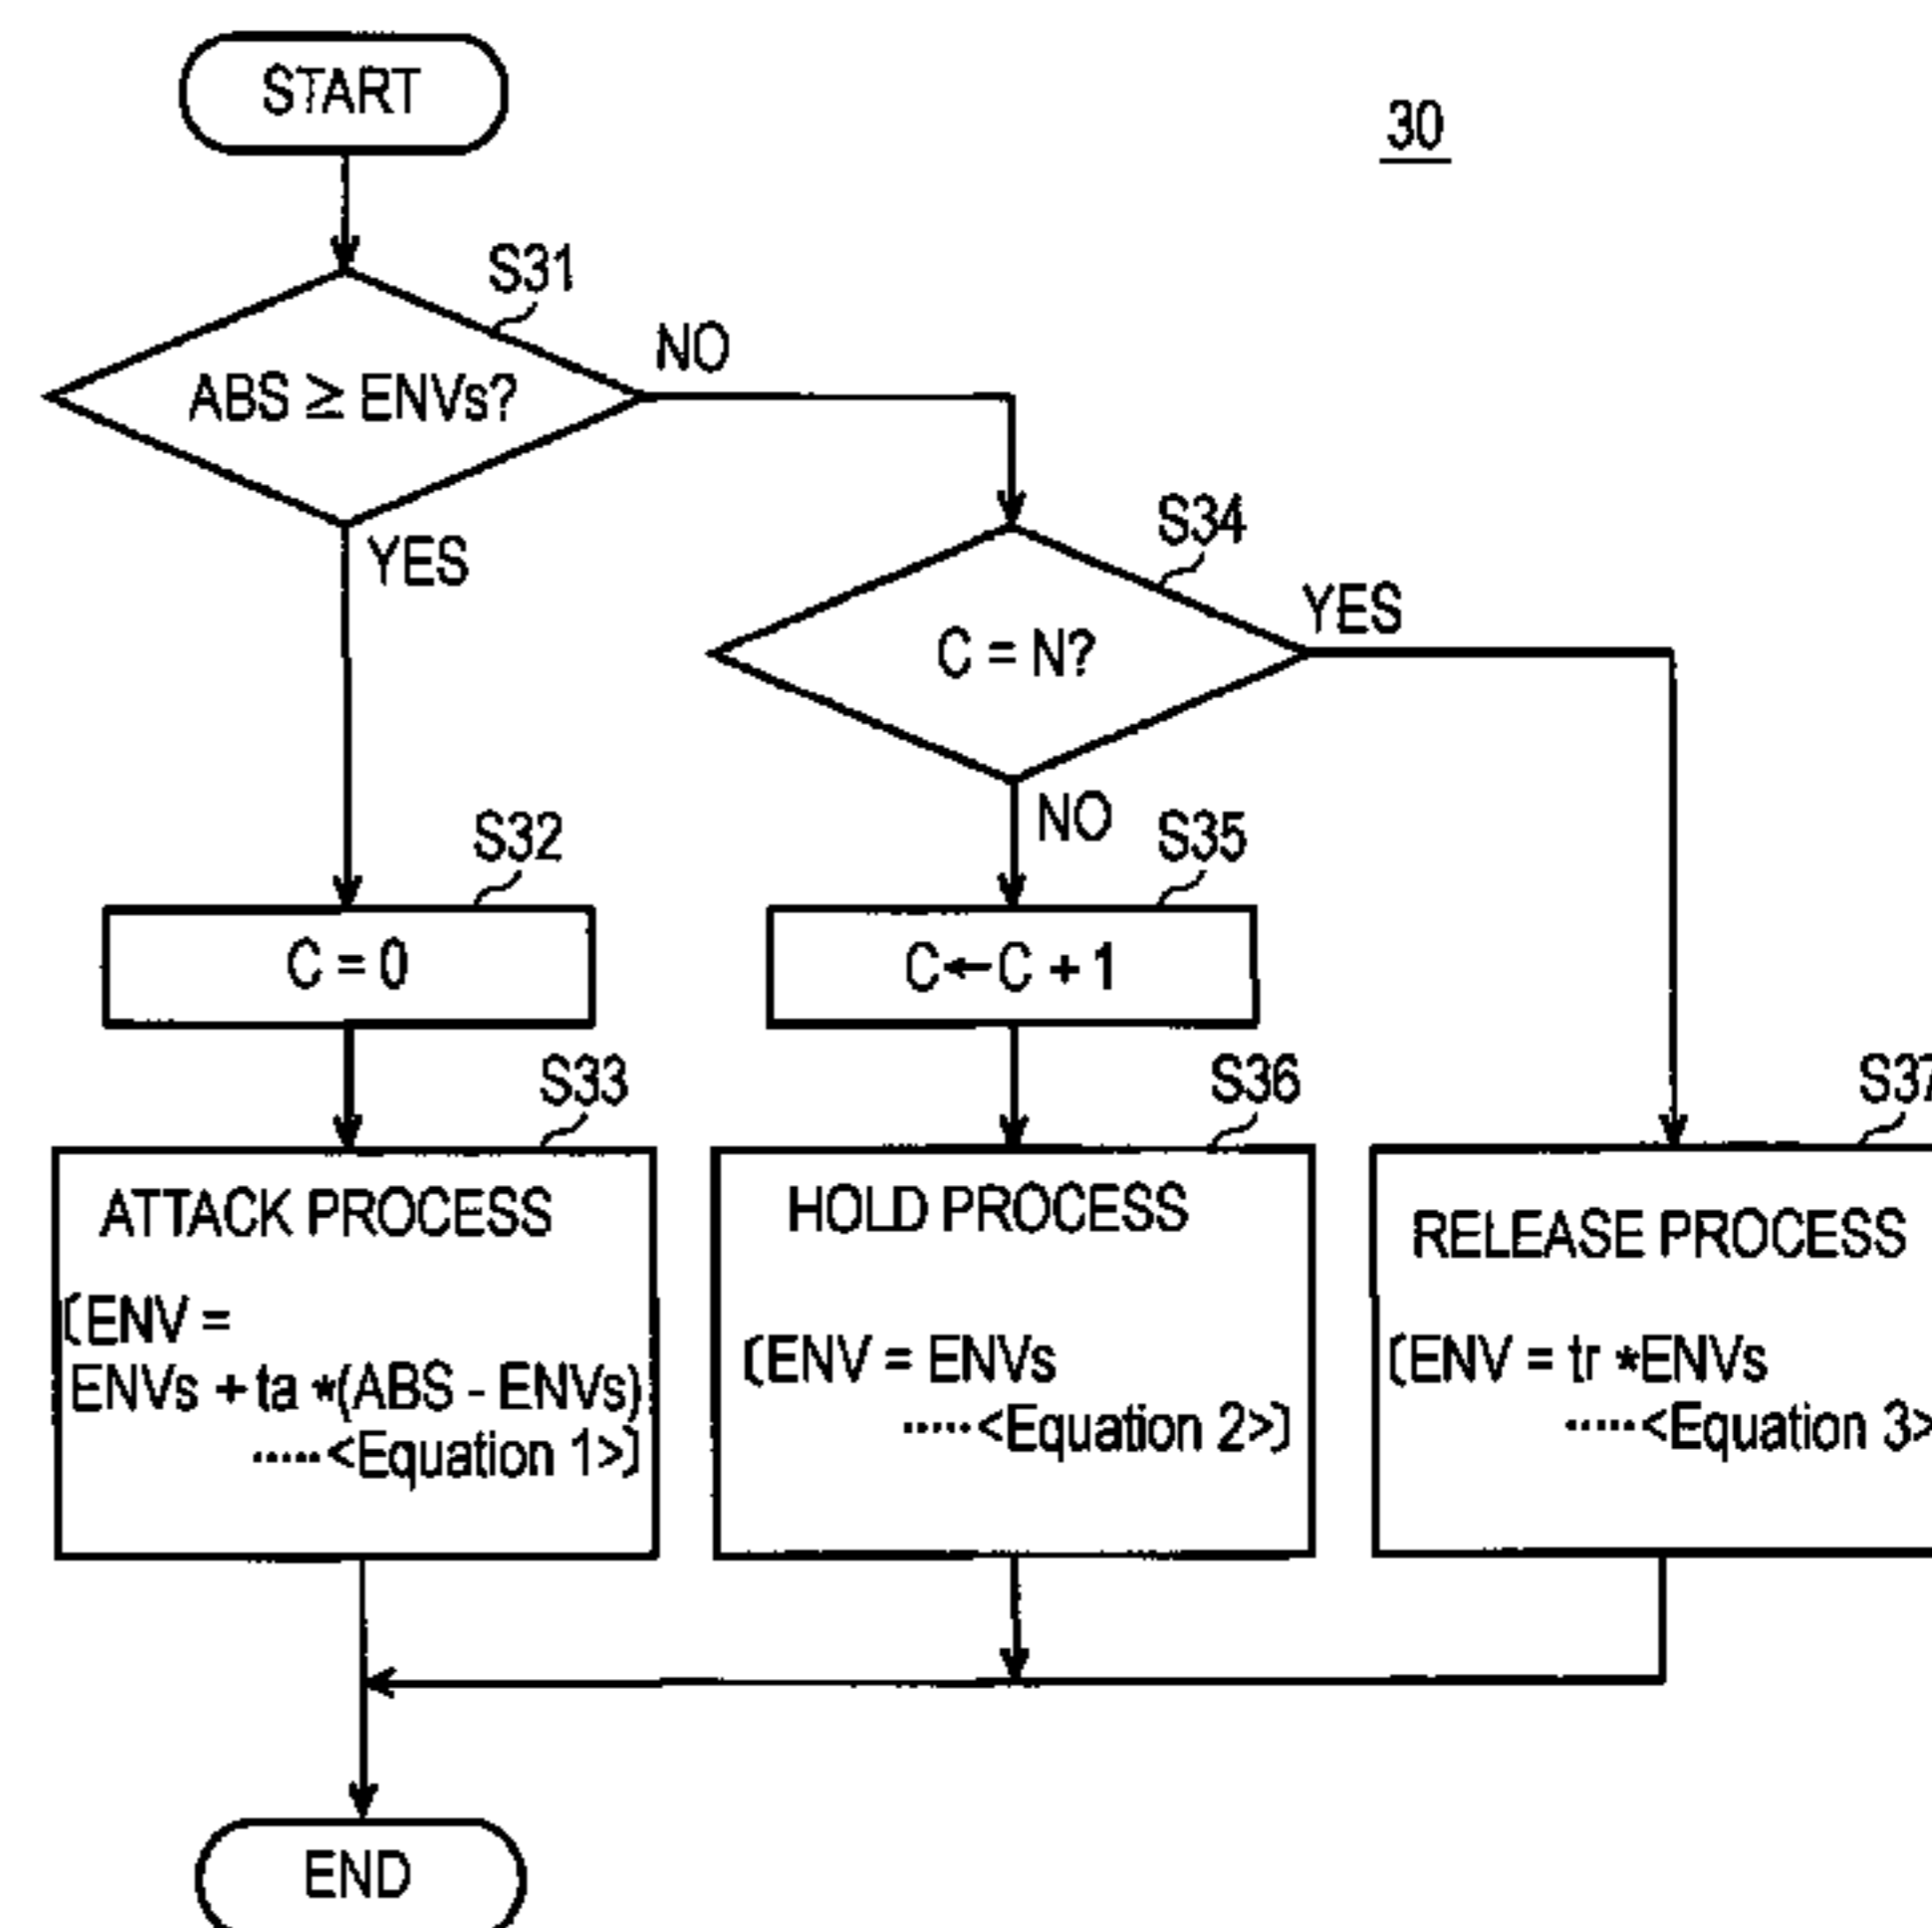 START
30
S31
ABS ≥ ENVs?
NO
YES
S34
C = N?
YES
NO
S32
C = 0
S35
C←C + 1
S33
ATTACK PROCESS
[ENV =
ENVs + ta *(ABS - ENVs)
·····<Equation 1>]
S36
HOLD PROCESS
[ENV = ENVs
·····<Equation 2>]
S37
RELEASE PROCESS
[ENV = tr *ENVs
·····<Equation 3>
END